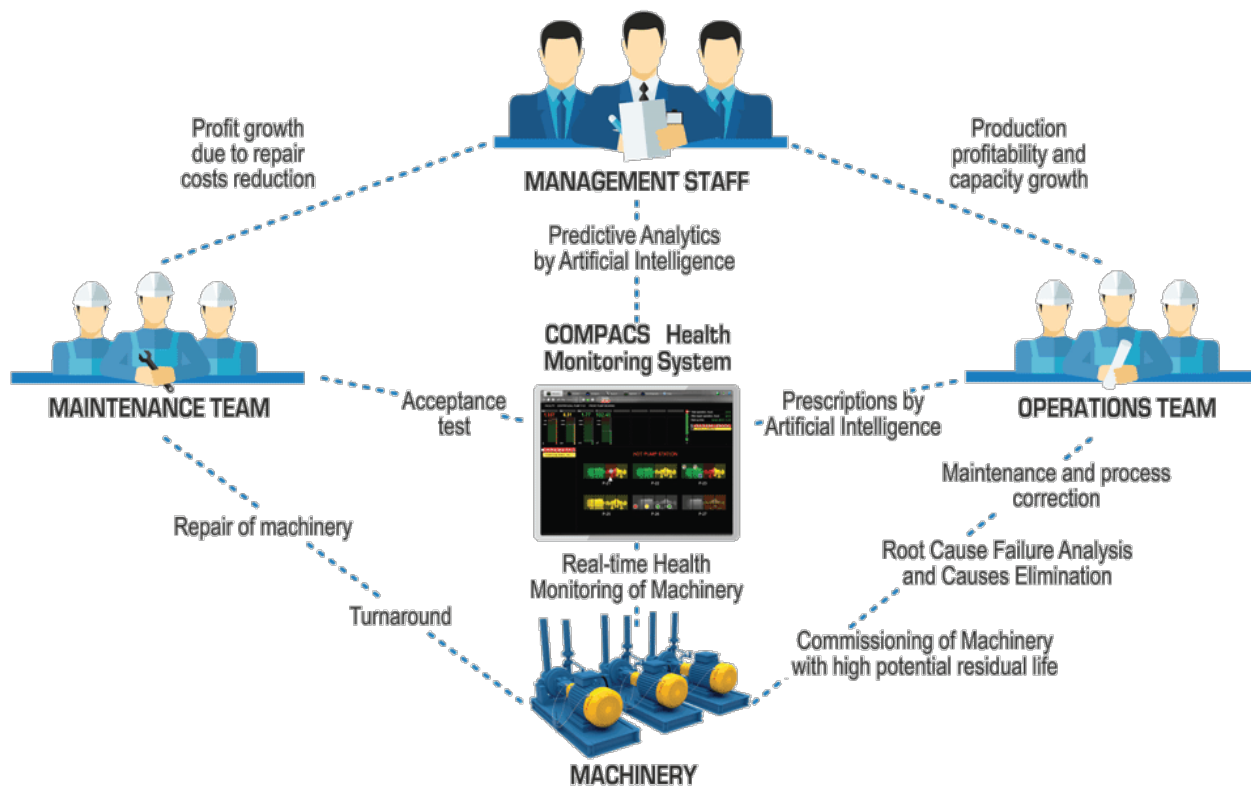 Profit growth
due to repair
costs reduction
Production
profitability and
capacity growth
MANAGEMENT STAFF
Predictive Analytics
by Artificial Intelligence
COMPACS Health
Monitoring System
MAINTENANCE TEAM
Acceptance
test
Prescriptions by
Artificial Intelligence
OPERATIONS TEAM
HOT PUMP STATION
Maintenance and process
correction
Repair of machinery
Root Cause Failure Analysis
and Causes Elimination
Real-time Health
Monitoring of Machinery
Turnaround
Commissioning of Machinery
with high potential residual life
MACHINERY